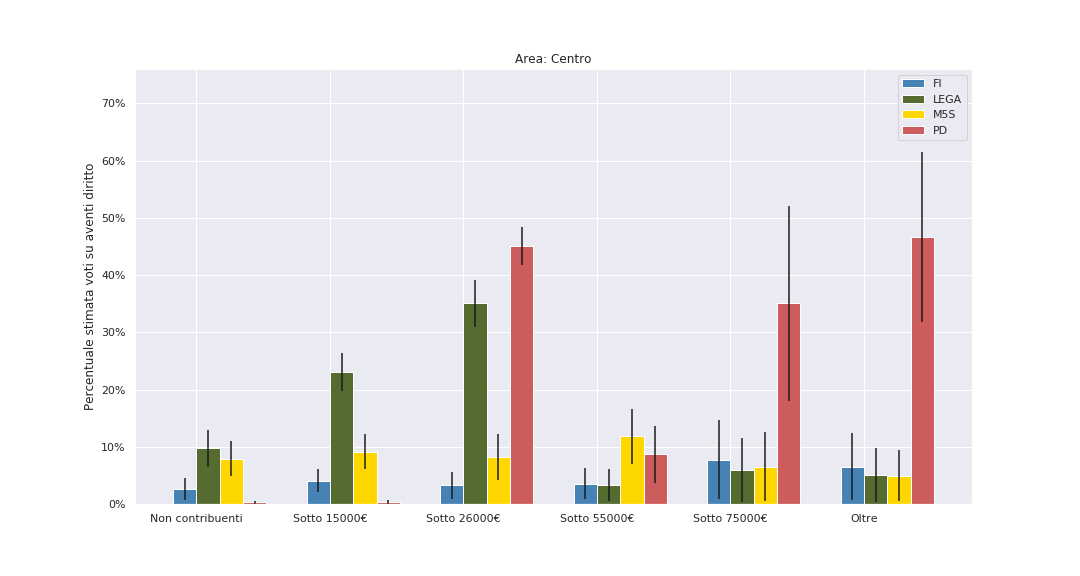 Area: Centro
FI
LEGA
M5S
PD
Percentuale stimata voti su aventi diritto
70%
60%
50%
40%
30%
20%
10%
0%
Non contribuenti
Sotto 15000€
Sotto 26000€
Sotto 55000€
Sotto 75000€
Oltre